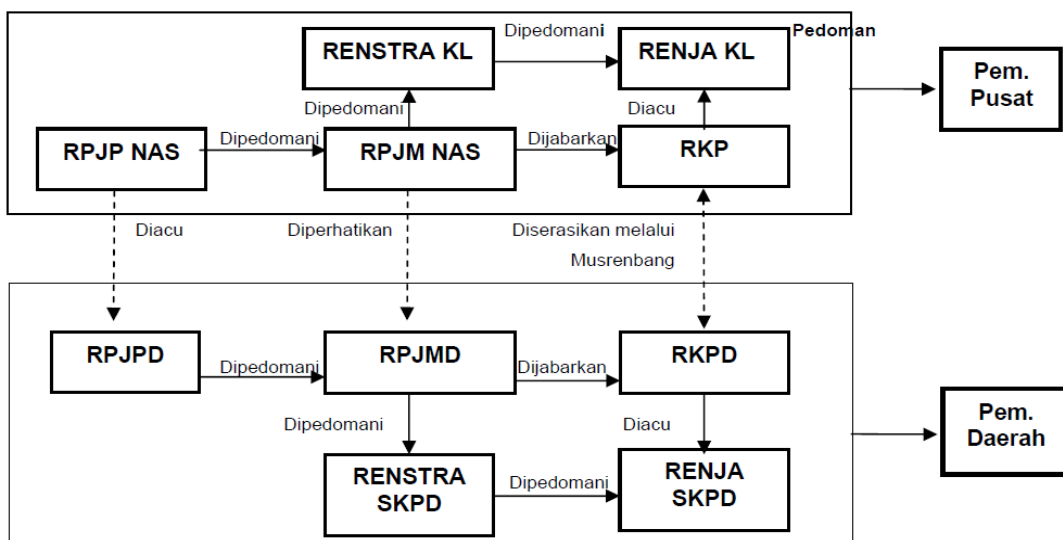 Dipedomani
Pedoman
RENSTRA KL
RENJA KL
Pem.
Pusat
Dipedomani
Diacu
RPJP NAS
Dipedomani
RPJM NAS
Dijabarkan
RKP
Diacu
Diperhatikan
Diserasikan melalui
Musrenbang
RPJPD
Dipedomani
RPJMD
Dijabarkan
RKPD
Pem.
Daerah
Dipedomani
Diacu
RENSTRA
SKPD
Dipedomani
RENJA
SKPD